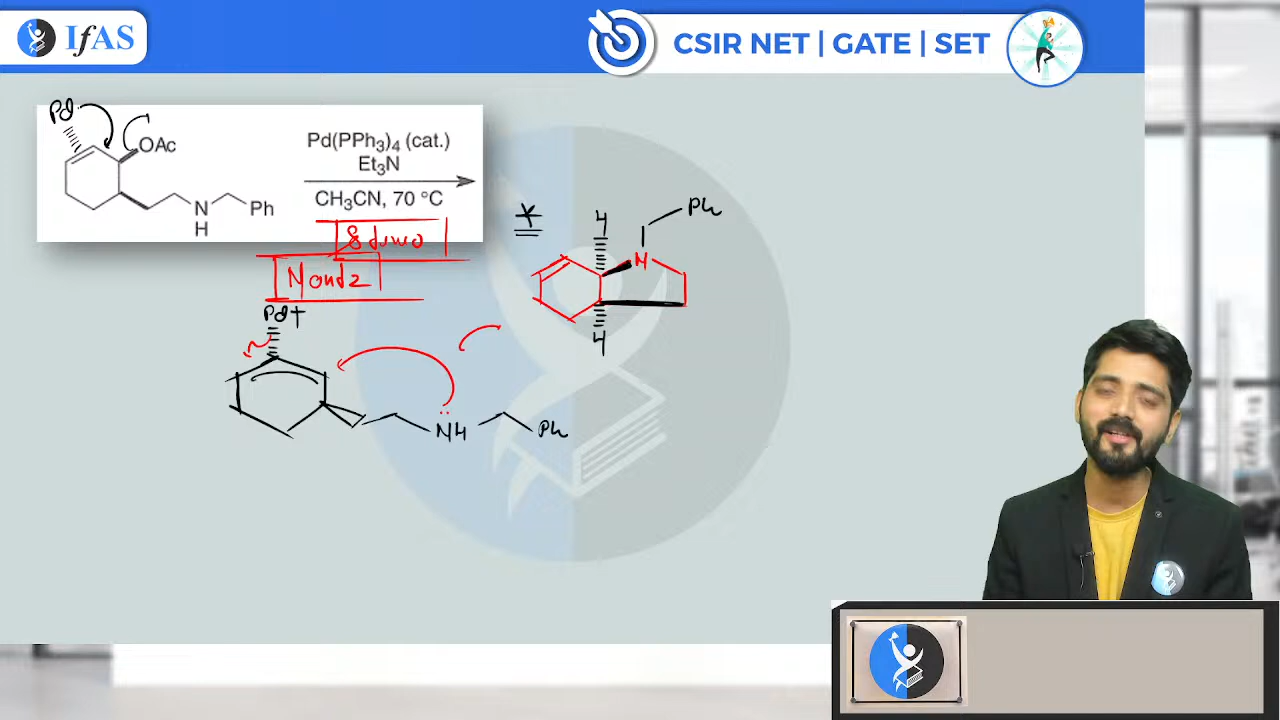 IfAS
CSIR NET | GATE | SET
Pd
OAc
N
H
Ph
Pd(PPh3)4 (cat.)
Et3N
CH3CN, 70 °C
Pd+
NH
Ph
H
N
Ph
H